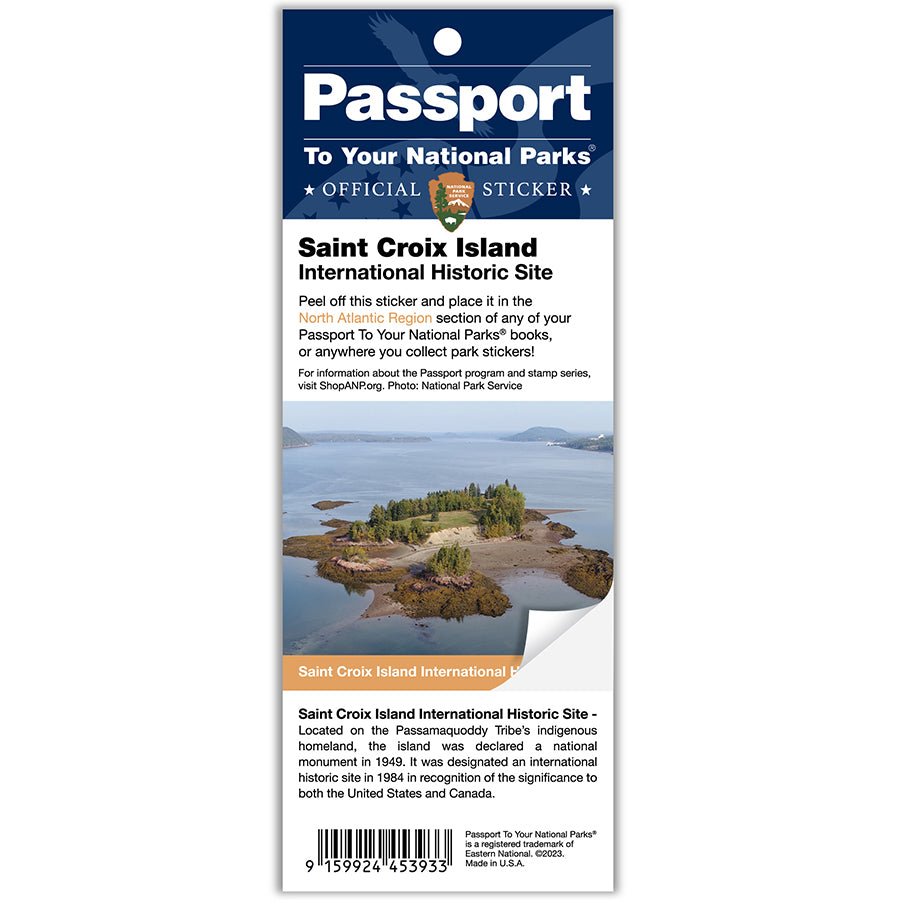 Passport
To Your National Parks®
★ OFFICIAL NATIONAL PARK SERVICE STICKER ★
Saint Croix Island
International Historic Site
Peel off this sticker and place it in the
North Atlantic Region section of any of your
Passport To Your National Parks® books,
or anywhere you collect park stickers!
For information about the Passport program and stamp series,
visit ShopANP.org. Photo: National Park Service
Saint Croix Island International H
Saint Croix Island International Historic Site -
Located on the Passamaquoddy Tribe's indigenous
homeland, the island was declared a national
monument in 1949. It was designated an international
historic site in 1984 in recognition of the significance to
both the United States and Canada.
9 159924 453933
Passport To Your National Parks®
is a registered trademark of
Eastern National. ©2023.
Made in U.S.A.